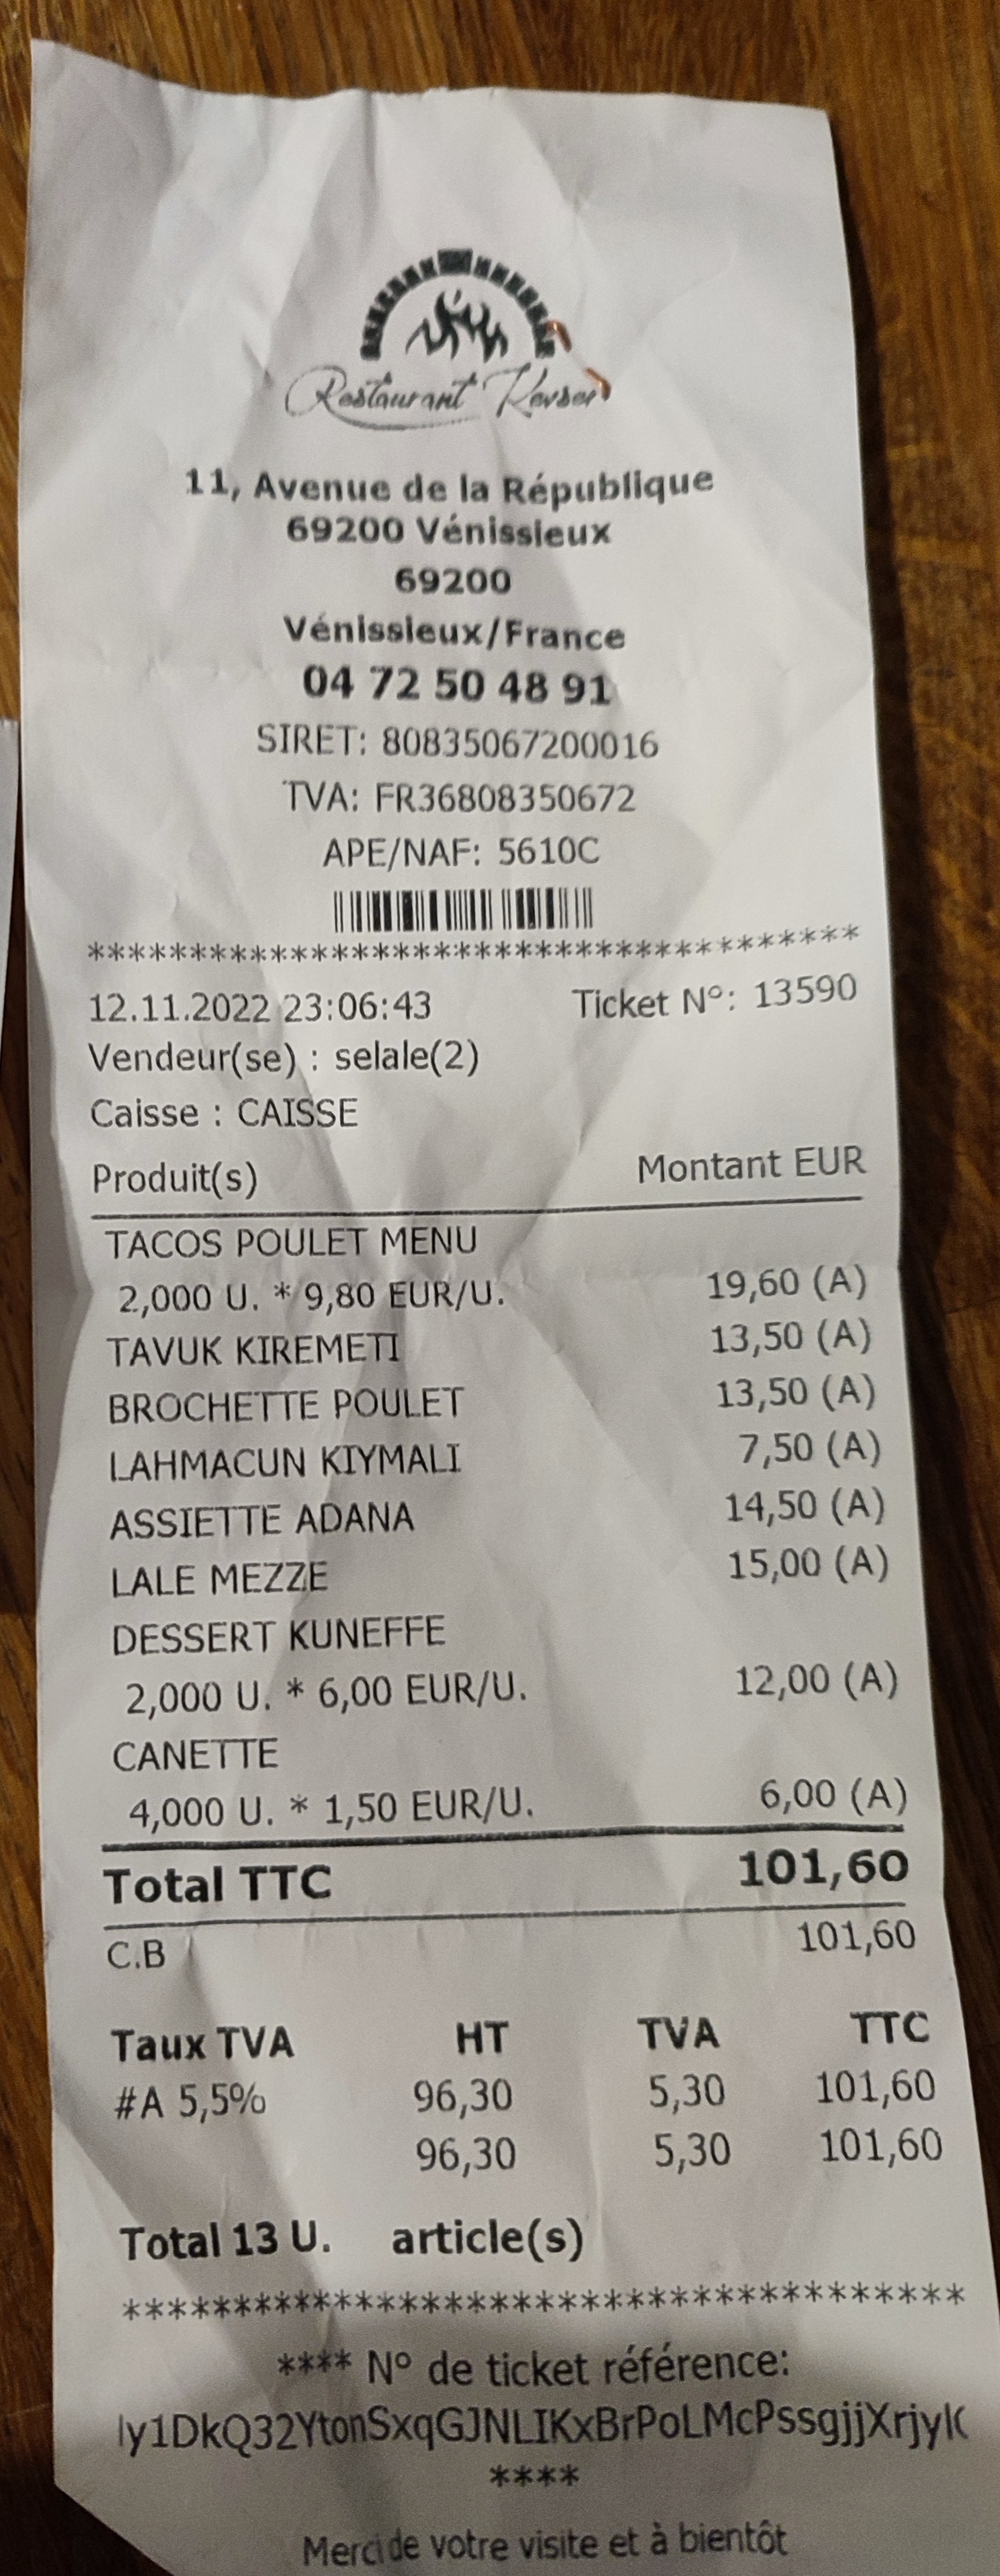 Restaurant Kevser
11, Avenue de la République
69200 Vénissieux
69200
Vénissieux/France
04 72 50 48 91
SIRET: 80835067200016
TVA: FR36808350672
APE/NAF: 5610C
***************************************
12.11.2022 23:06:43 Ticket N°: 13590
Vendeur(se) : selale(2)
Caisse : CAISSE
Produit(s) Montant EUR
TACOS POULET MENU
2,000 U. * 9,80 EUR/U. 19,60 (A)
TAVUK KIREMETI 13,50 (A)
BROCHETTE POULET 13,50 (A)
LAHMACUN KIYMALI 7,50 (A)
ASSIETTE ADANA 14,50 (A)
LALE MEZZE 15,00 (A)
DESSERT KUNEFFE
2,000 U. * 6,00 EUR/U. 12,00 (A)
CANETTE
4,000 U. * 1,50 EUR/U. 6,00 (A)
Total TTC 101,60
C.B 101,60
Taux TVA HT TVA TTC
#A 5,5% 96,30 5,30 101,60
96,30 5,30 101,60
Total 13 U. article(s)
***************************************
**** N° de ticket référence:
ly1DkQ32YtonSxqGJNLIKxBrPoLMcPssgjjXrjylC
****
Merci de votre visite et à bientôt